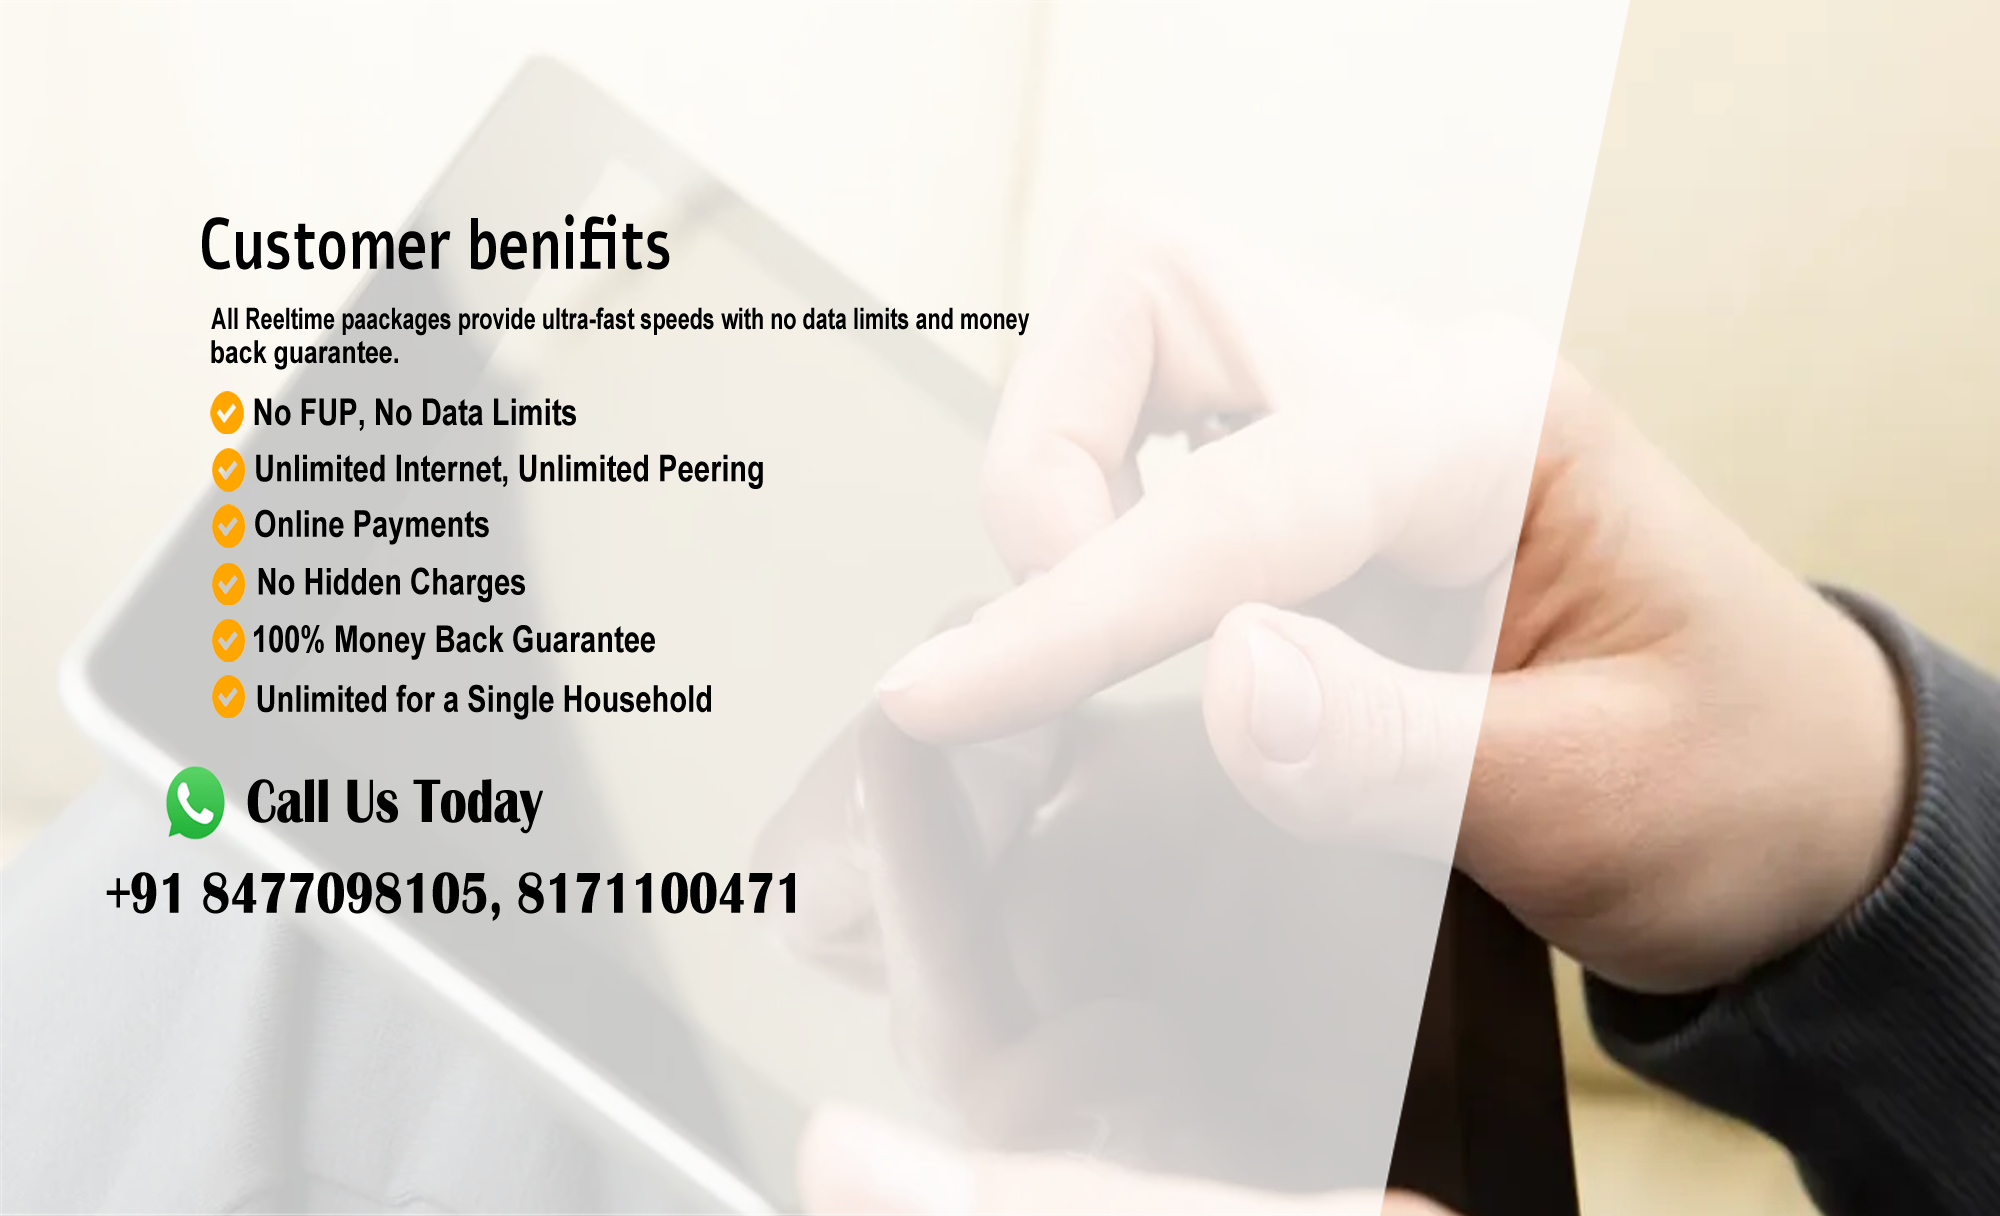 Customer benifits
All Reeltime paackages provide ultra-fast speeds with no data limits and money
back guarantee.
No FUP, No Data Limits
Unlimited Internet, Unlimited Peering
Online Payments
No Hidden Charges
100% Money Back Guarantee
Unlimited for a Single Household
Call Us Today
+91 8477098105, 8171100471